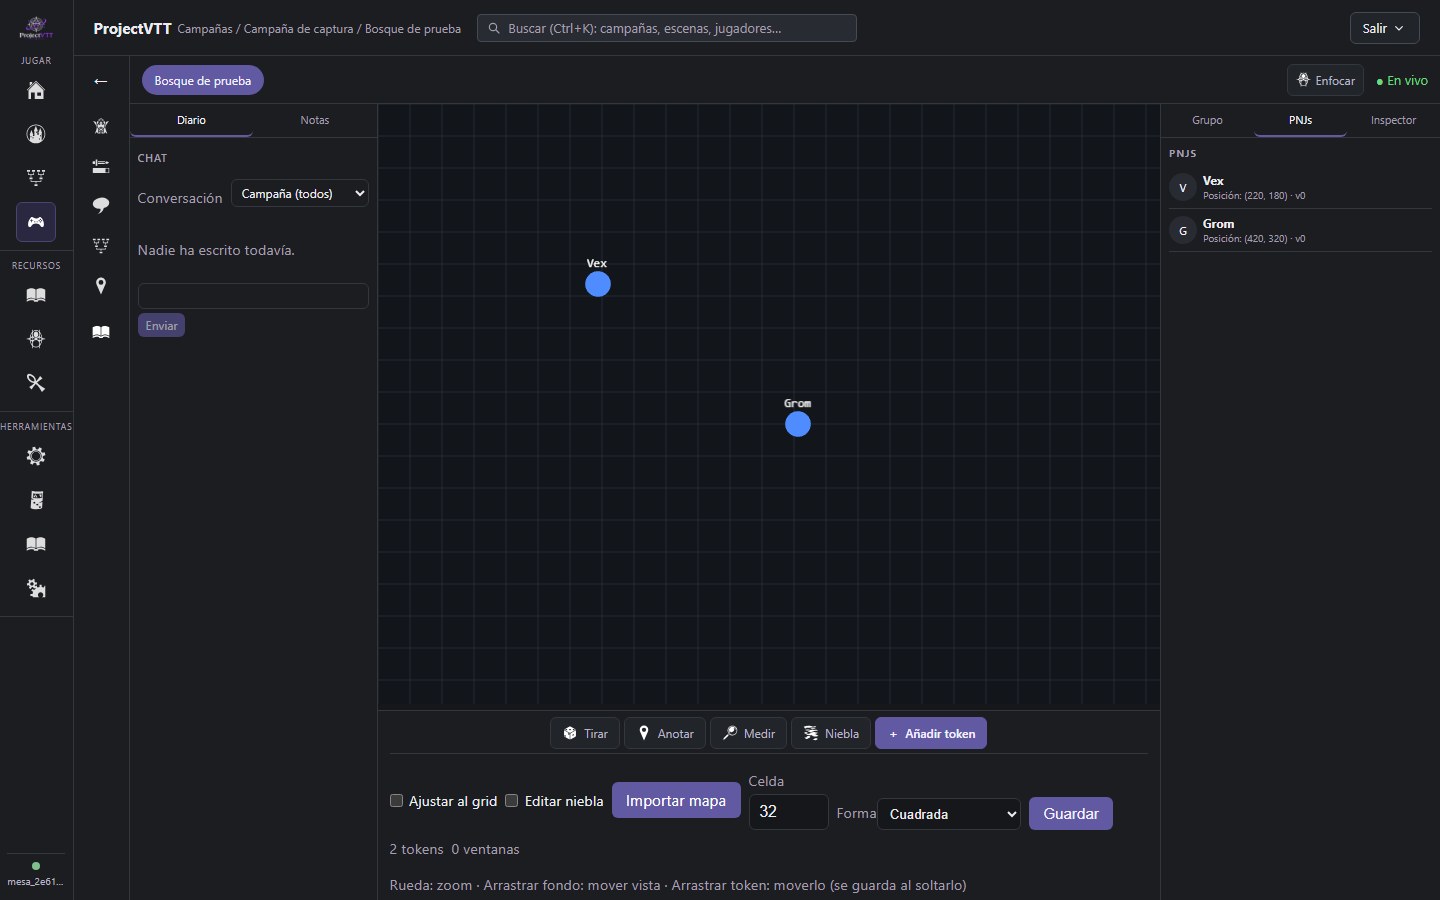 ProjectVTT
ProjectVTT Campañas / Campaña de captura / Bosque de prueba
Buscar (Ctrl+K): campañas, escenas, jugadores...
Salir
JUGAR
RECURSOS
HERRAMIENTAS
mesa_2e61...
←
Bosque de prueba
Enfocar
En vivo
Diario
Notas
CHAT
Conversación
Campaña (todos)
Nadie ha escrito todavía.
Enviar
Vex
Grom
Grupo
PNJs
Inspector
PNJS
V
Vex
Posición: (220, 180) · v0
G
Grom
Posición: (420, 320) · v0
Tirar
Anotar
Medir
Niebla
+ Añadir token
Ajustar al grid
Editar niebla
Importar mapa
Celda
32
Forma
Cuadrada
Guardar
2 tokens 0 ventanas
Rueda: zoom · Arrastrar fondo: mover vista · Arrastrar token: moverlo (se guarda al soltarlo)